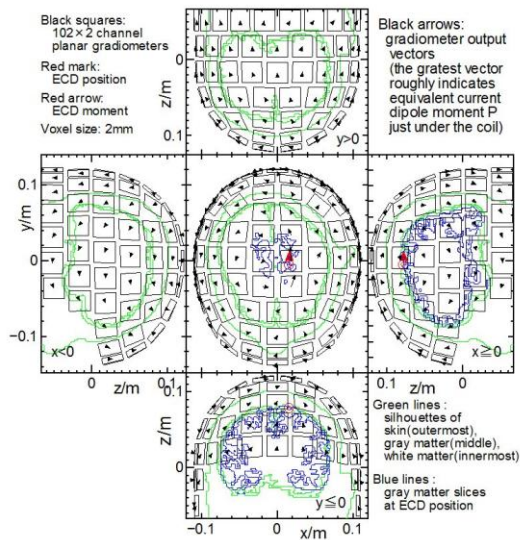 Black squares:
102×2 channel
planar gradiometers
Red mark:
ECD position
Red arrow:
ECD moment
Voxel size: 2mm
z/m
0
0.1
y>0
Black arrows:
gradiometer output
vectors
(the gratest vector
roughly indicates
equivalent current
dipole moment P
just under the coil)
y/m
0.1
0
−0.1
x<0
0
0.1
z/m
x≧0
0.1
0
z/m
z/m
0.1
0
y≦0
−0.1
0
0.1
x/m
Green lines :
silhouettes of
skin(outermost),
gray matter(middle),
white matter(innermost)
Blue lines :
gray matter slices
at ECD position